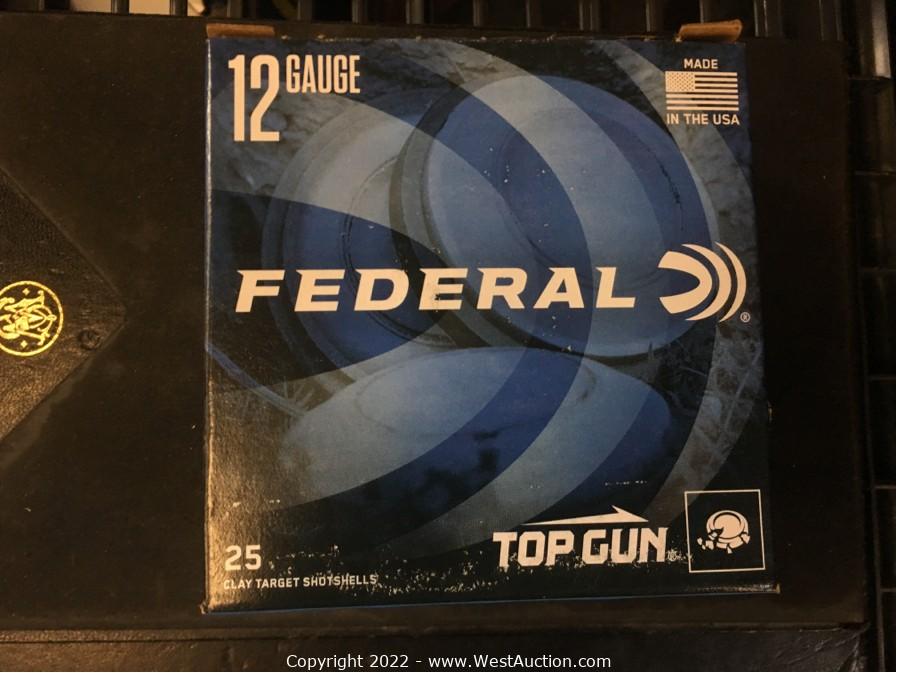 12 GAUGE
MADE
IN THE USA
FEDERAL
®
TOP GUN
25
CLAY TARGET SHOTSHELLS
Copyright 2022 - www.WestAuction.com